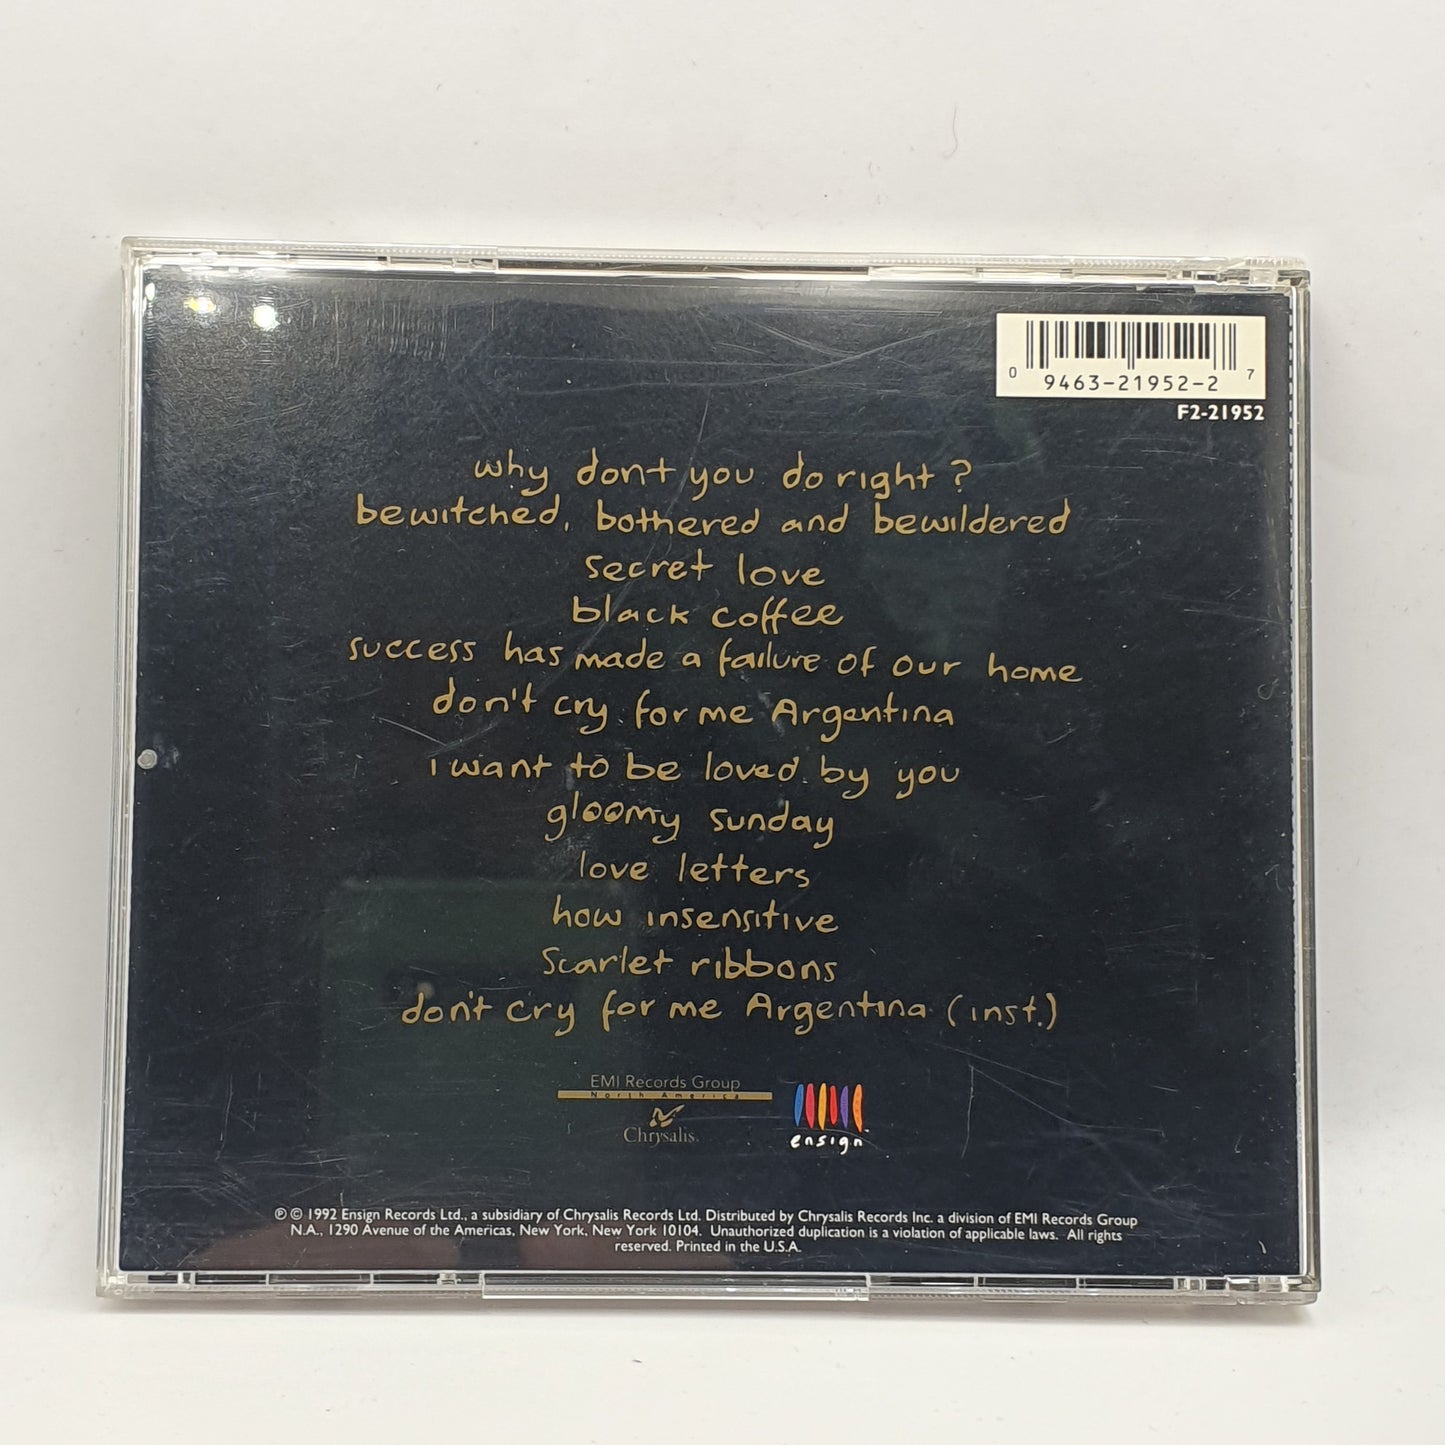 0 9463-21952-2 7
F2-21952
why dont you do right?
bewitched, bothered and bewildered
secret love
black coffee
success has made a failure of our home
don't cry for me Argentina
i want to be loved by you
gloomy sunday
love letters
how insensitive
Scarlet ribbons
don't cry for me Argentina (inst.)
EMI Records Group
North America
Chrysalis.
ensign
℗ © 1992 Ensign Records Ltd., a subsidiary of Chrysalis Records Ltd. Distributed by Chrysalis Records Inc. a division of EMI Records Group
N.A., 1290 Avenue of the Americas, New York, New York 10104. Unauthorized duplication is a violation of applicable laws. All rights
reserved. Printed in the U.S.A.